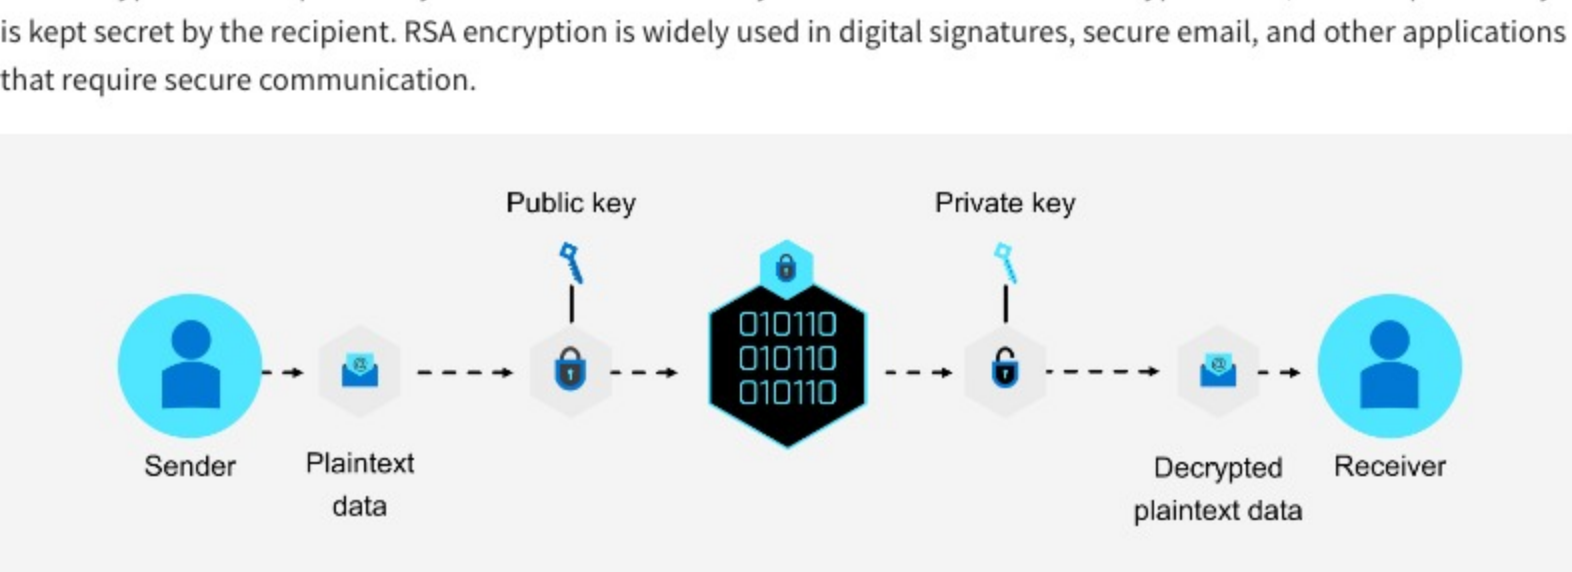 is kept secret by the recipient. RSA encryption is widely used in digital signatures, secure email, and other applications
that require secure communication.
Public key
Private key
010110
010110
010110
Sender
Plaintext
data
Decrypted
plaintext data
Receiver